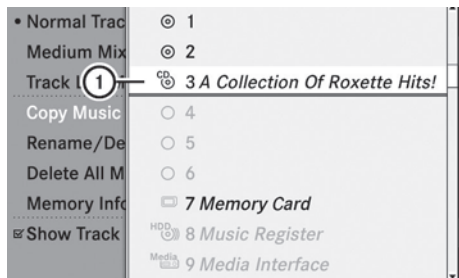 • Normal Trac
1
Medium Mix
2
Track L
1
CD 3 A Collection Of Roxette Hits!
Copy Music
4
Rename/De
5
Delete All M
6
Memory Info
7 Memory Card
Show Track
HDD 8 Music Register
Media 9 Media Interface